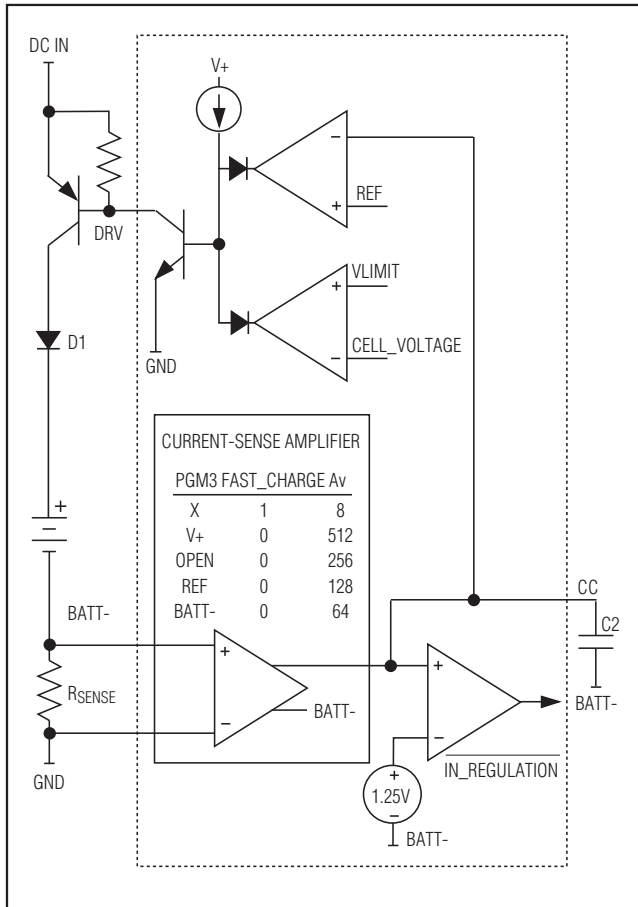 DC IN
V+
REF
DRV
VLIMIT
CELL_VOLTAGE
GND
D1
CURRENT-SENSE AMPLIFIER
PGM3 FAST_CHARGE Av
X 1 8
V+ 0 512
OPEN 0 256
REF 0 128
BATT- 0 64
BATT-
CC
C2
BATT-
RSENSE
BATT-
GND
IN_REGULATION
1.25V
BATT-